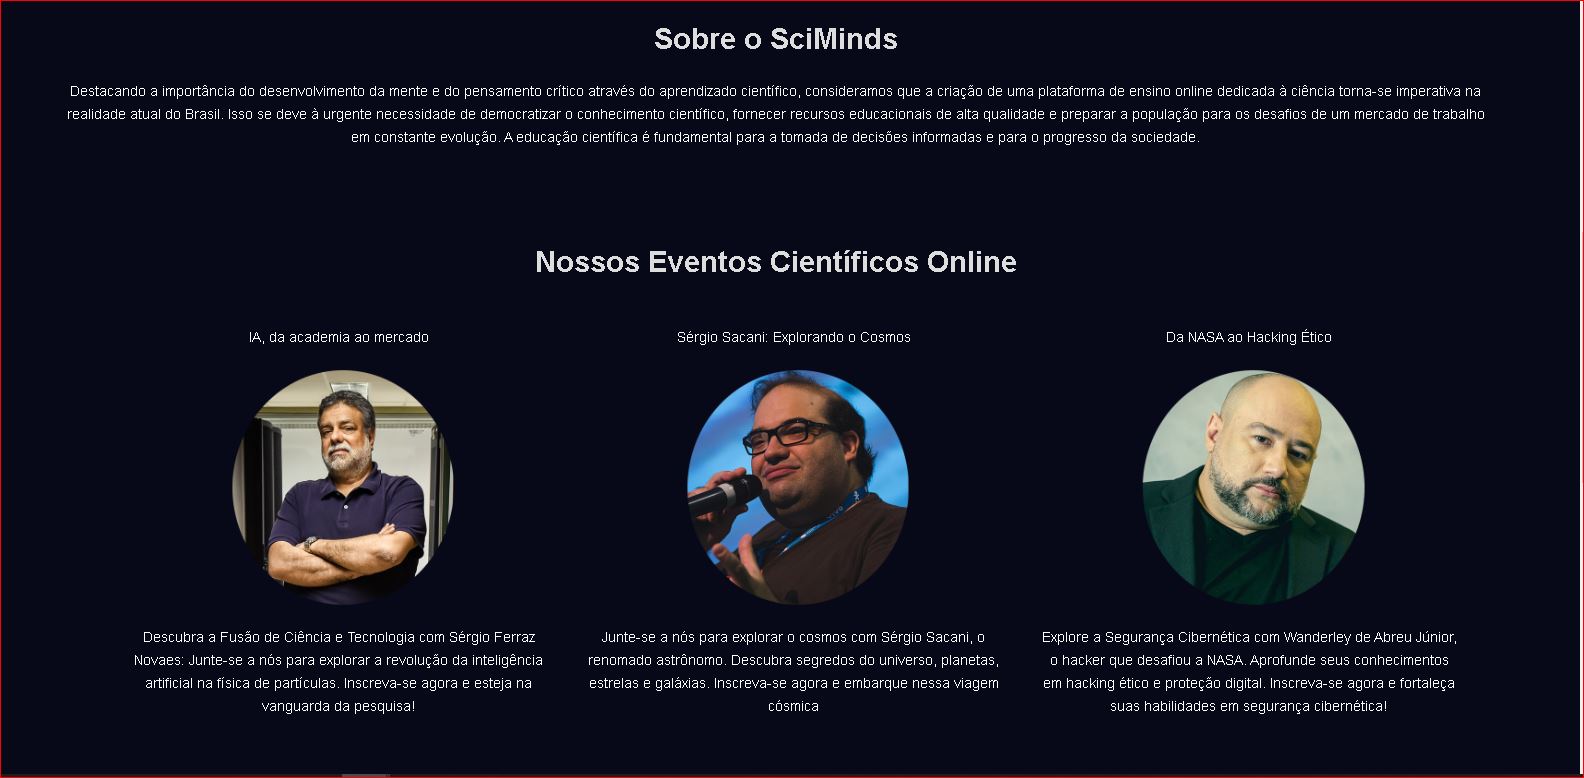 Sobre o SciMinds
Destacando a importância do desenvolvimento da mente e do pensamento crítico através do aprendizado científico, consideramos que a criação de uma plataforma de ensino online dedicada à ciência torna-se imperativa na
realidade atual do Brasil. Isso se deve à urgente necessidade de democratizar o conhecimento científico, fornecer recursos educacionais de alta qualidade e preparar a população para os desafios de um mercado de trabalho
em constante evolução. A educação científica é fundamental para a tomada de decisões informadas e para o progresso da sociedade.
Nossos Eventos Científicos Online
IA, da academia ao mercado
Descubra a Fusão de Ciência e Tecnologia com Sérgio Ferraz
Novaes: Junte-se a nós para explorar a revolução da inteligência
artificial na física de partículas. Inscreva-se agora e esteja na
vanguarda da pesquisa!
Sérgio Sacani: Explorando o Cosmos
Junte-se a nós para explorar o cosmos com Sérgio Sacani, o
renomado astrônomo. Descubra segredos do universo, planetas,
estrelas e galáxias. Inscreva-se agora e embarque nessa viagem
cósmica
Da NASA ao Hacking Ético
Explore a Segurança Cibernética com Wanderley de Abreu Júnior,
o hacker que desafiou a NASA. Aprofunde seus conhecimentos
em hacking ético e proteção digital. Inscreva-se agora e fortaleça
suas habilidades em segurança cibernética!